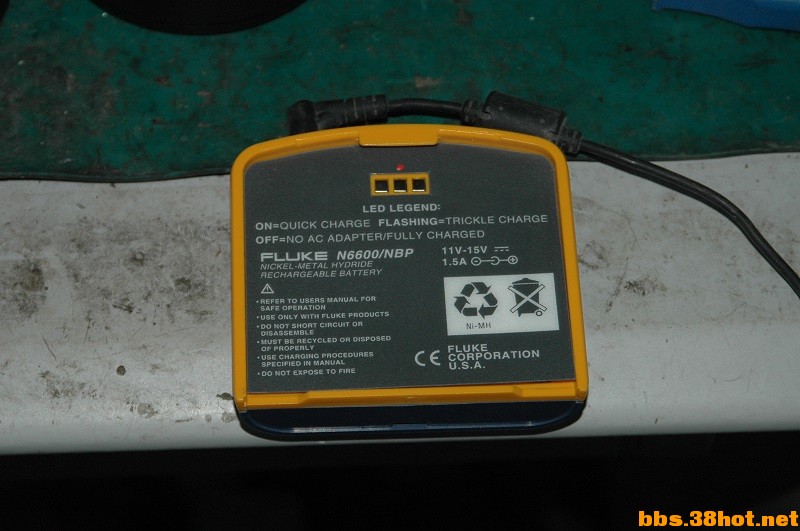 LED LEGEND:
ON=QUICK CHARGE FLASHING=TRICKLE CHARGE
OFF=NO AC ADAPTER/FULLY CHARGED
FLUKE N6600/NBP
NICKEL-METAL HYDRIDE
RECHARGEABLE BATTERY
11V-15V
1.5A
• REFER TO USERS MANUAL FOR
SAFE OPERATION
• USE ONLY WITH FLUKE PRODUCTS
• DO NOT SHORT CIRCUIT OR
DISASSEMBLE
• MUST BE RECYCLED OR DISPOSED
OF PROPERLY
• USE CHARGING PROCEDURES
SPECIFIED IN MANUAL
• DO NOT EXPOSE TO FIRE
Ni-MH
CE FLUKE
CORPORATION
U.S.A.
bbs.38hot.net